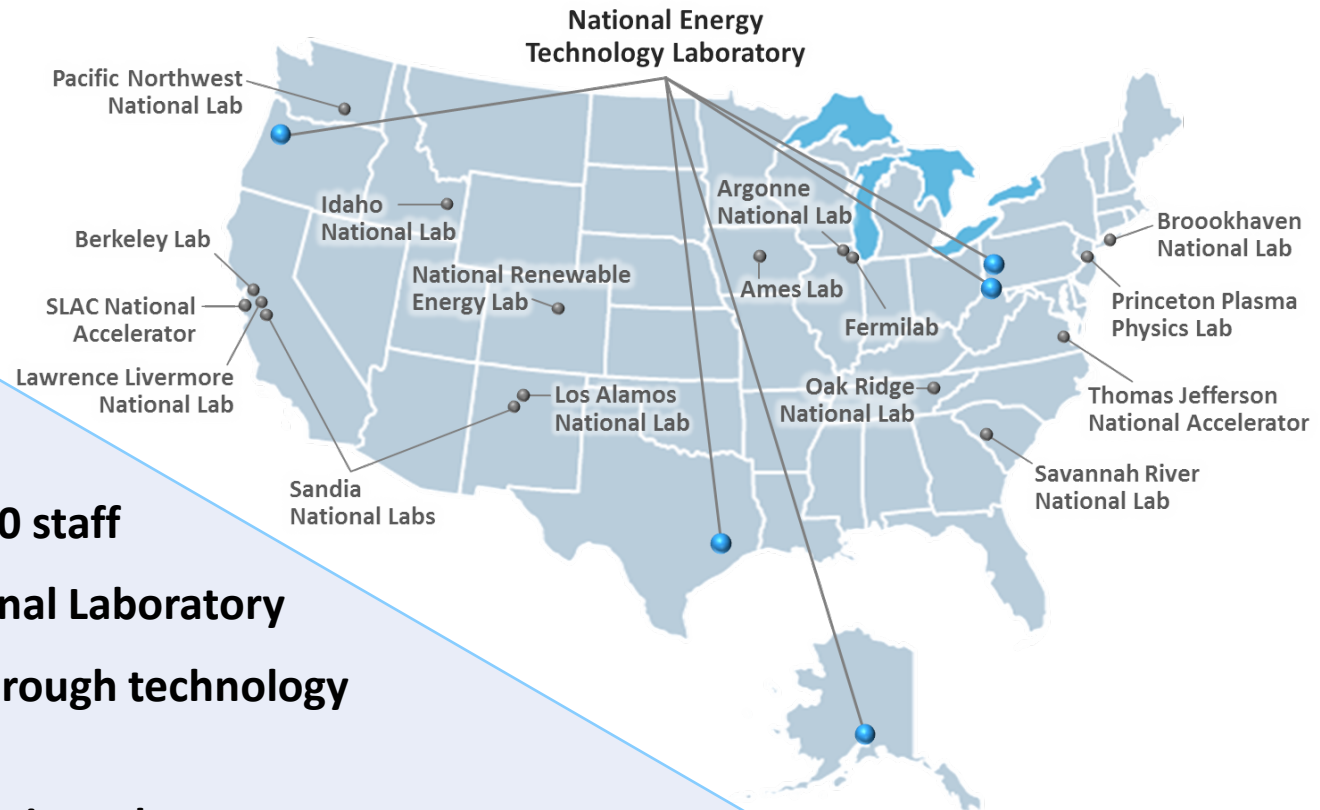 National Energy
Technology Laboratory
Pacific Northwest
National Lab
Idaho
National Lab
Argonne
National Lab
Broookhaven
National Lab
Berkeley Lab
National Renewable
Energy Lab
Ames Lab
SLAC National
Accelerator
Princeton Plasma
Physics Lab
Fermilab
Lawrence Livermore
National Lab
Los Alamos
National Lab
Oak Ridge
National Lab
Thomas Jefferson
National Accelerator
Sandia
National Labs
Savannah River
National Lab
0 staff
nal Laboratory
rough technology